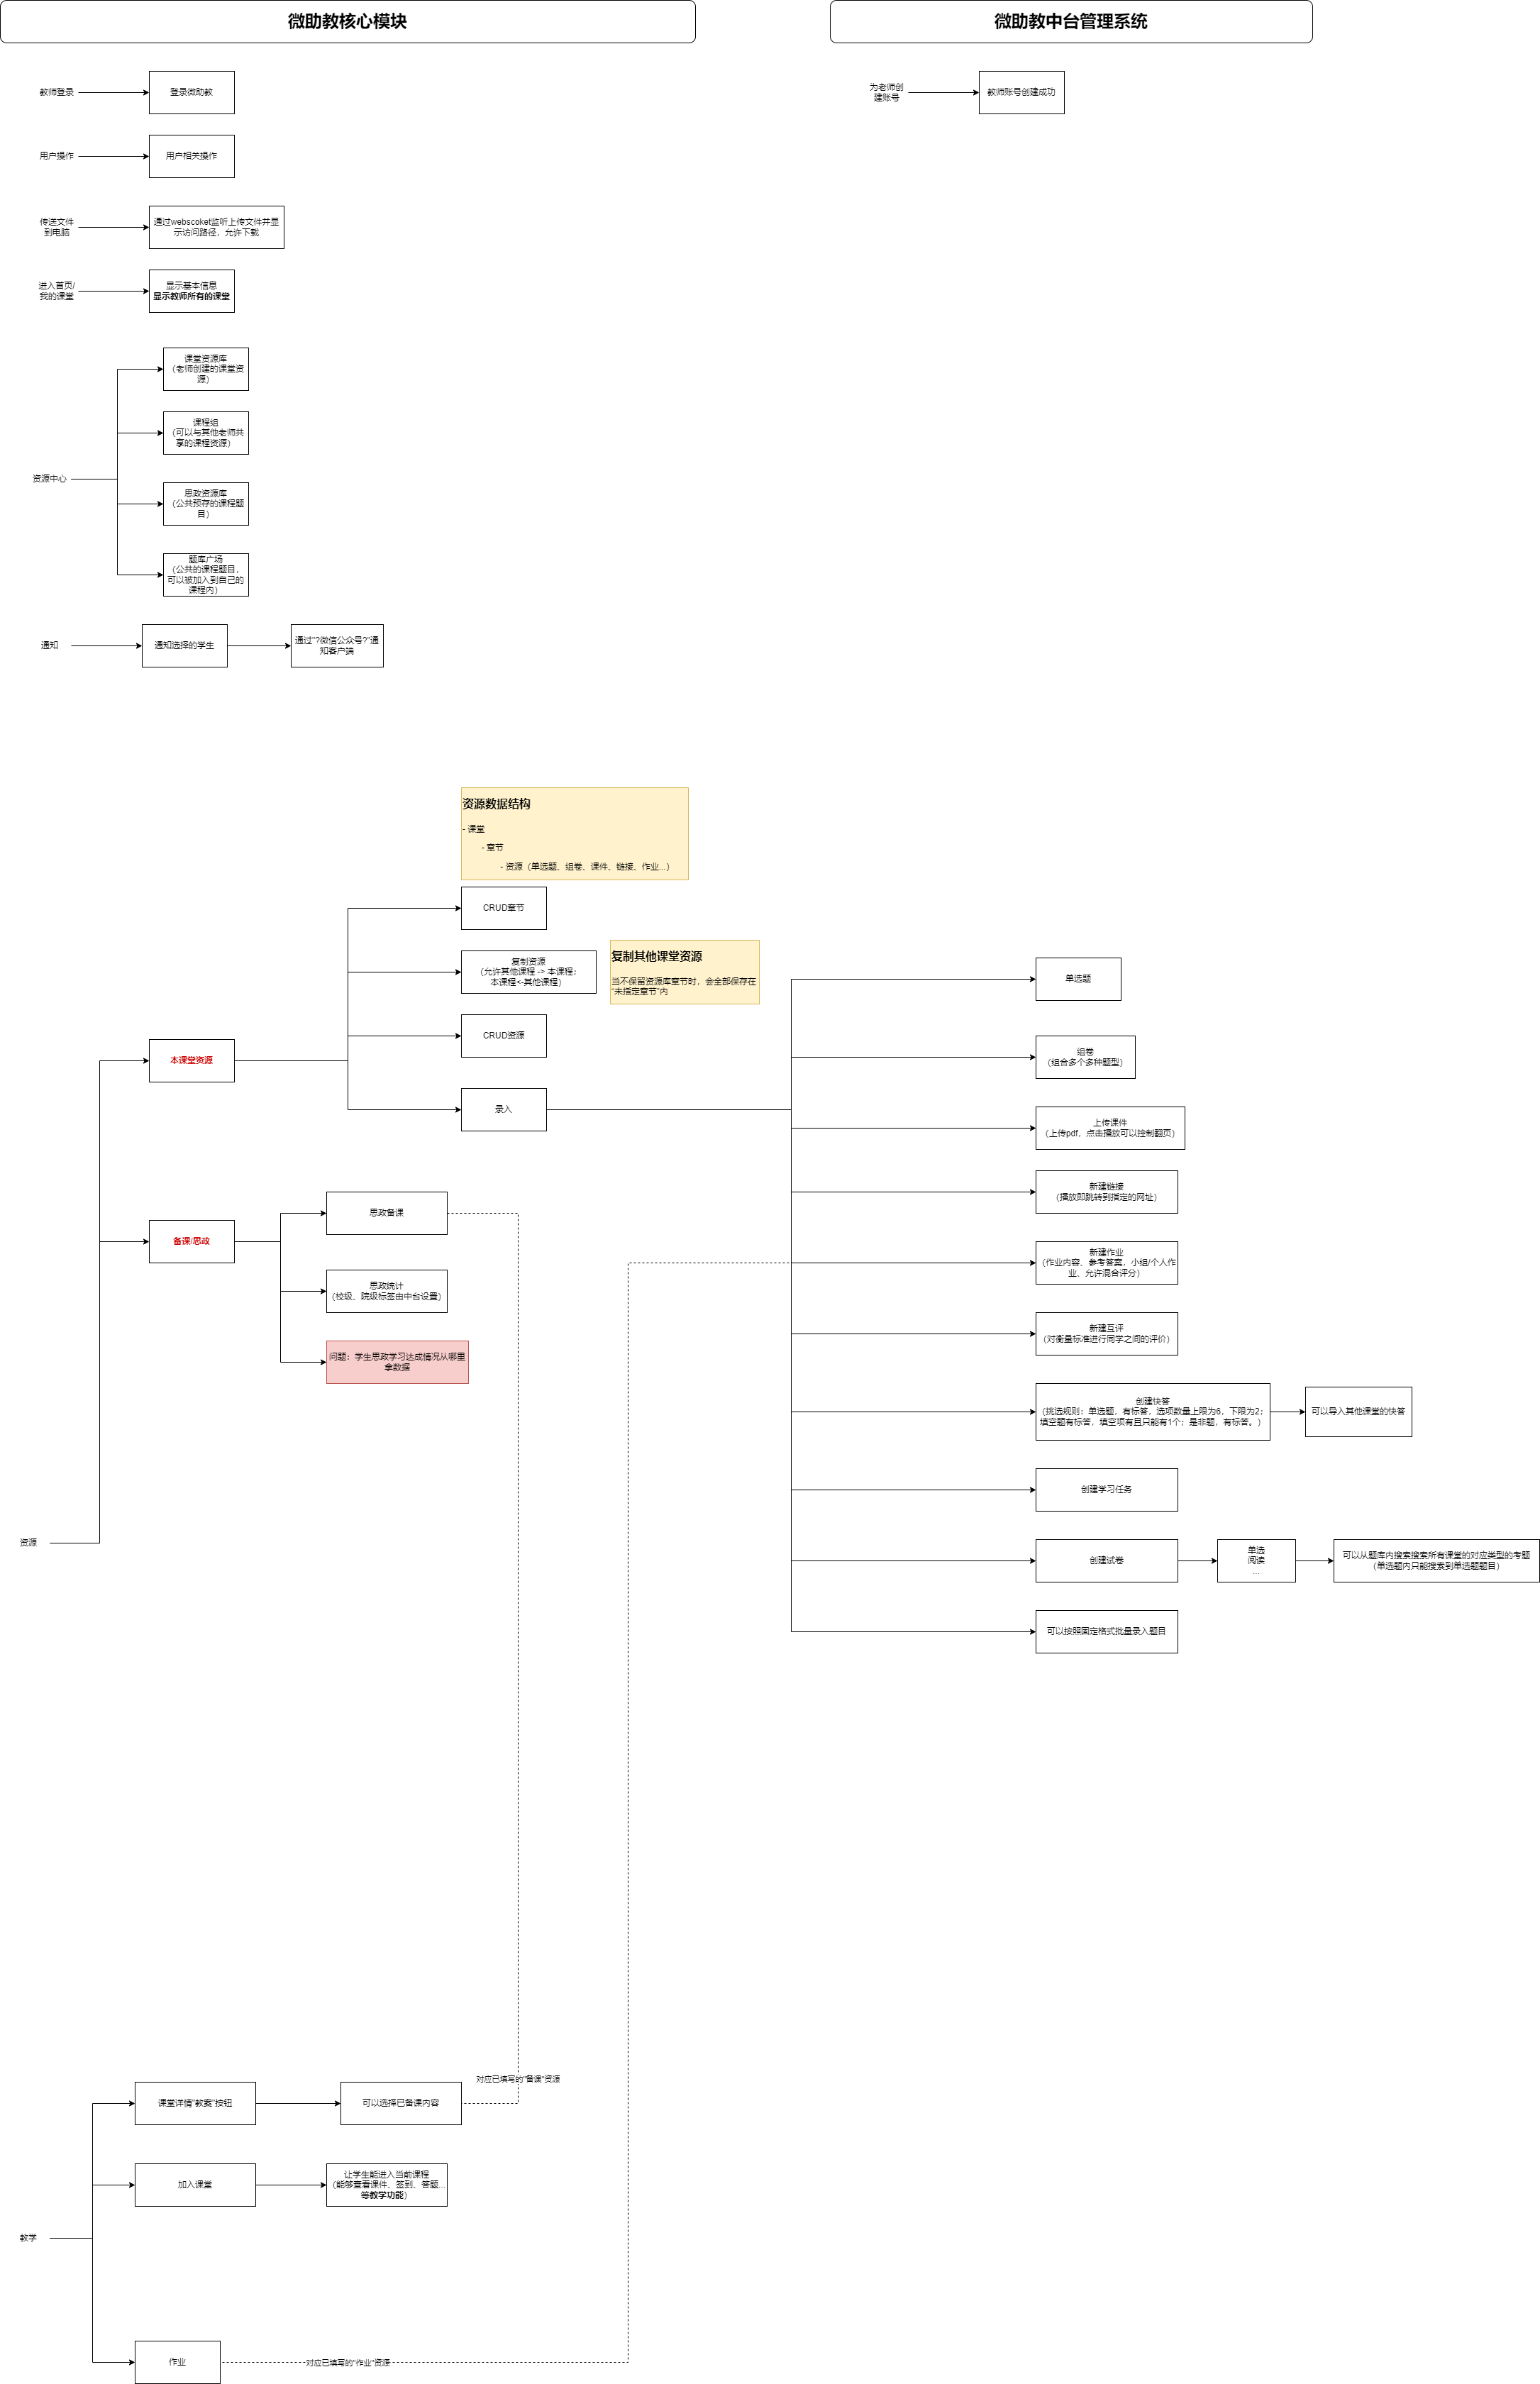 微助教核心模块
微助教中台管理系统
教师登录
登录微助教
为老师创
建账号
教师账号创建成功
用户操作
用户相关操作
传送文件
到电脑
通过webscoket监听上传文件并显
示访问路径，允许下载
进入首页/
我的课堂
显示基本信息
显示教师所有的课堂
资源中心
课堂资源库
（老师创建的课堂资
源）
课程组
（可以与其他老师共
享的课程资源）
思政资源库
（公共预存的课程题
目）
题库广场
（公共的课程题目，
可以被加入到自己的
课程内）
通知
通知选择的学生
通过"?微信公众号?"通
知客户端
资源数据结构
- 课堂
- 章节
- 资源（单选题、组卷、课件、链接、作业...）
CRUD章节
复制资源
（允许其他课程 -> 本课程；
本课程<-其他课程）
复制其他课堂资源
当不保留资源库章节时，会全部保存在
"未指定章节"内
CRUD资源
录入
本课堂资源
备课/思政
资源
思政备课
思政统计
（校级、院级标签由中台设置）
问题：学生思政学习达成情况从哪里
拿数据
单选题
组卷
（组合多个多种题型）
上传课件
（上传pdf，点击播放可以控制翻页）
新建链接
（播放即跳转到指定的网址）
新建作业
（作业内容、参考答案，小组/个人作
业、允许混合评分）
新建互评
（对衡量标准进行同学之间的评价）
创建快答
（挑选规则：单选题，有标答，选项数量上限为6，下限为2；
填空题有标答，填空项有且只能有1个；是非题，有标答。）
可以导入其他课堂的快答
创建学习任务
创建试卷
单选
阅读
...
可以从题库内搜索搜索所有课堂的对应类型的考题
（单选题内只能搜索到单选题题目）
可以按照固定格式批量录入题目
对应已填写的"备课"资源
课堂详情"教案"按钮
可以选择已备课内容
加入课堂
让学生能进入当前课程
（能够查看课件、签到、答题...
等教学功能）
教学
作业
对应已填写的"作业"资源